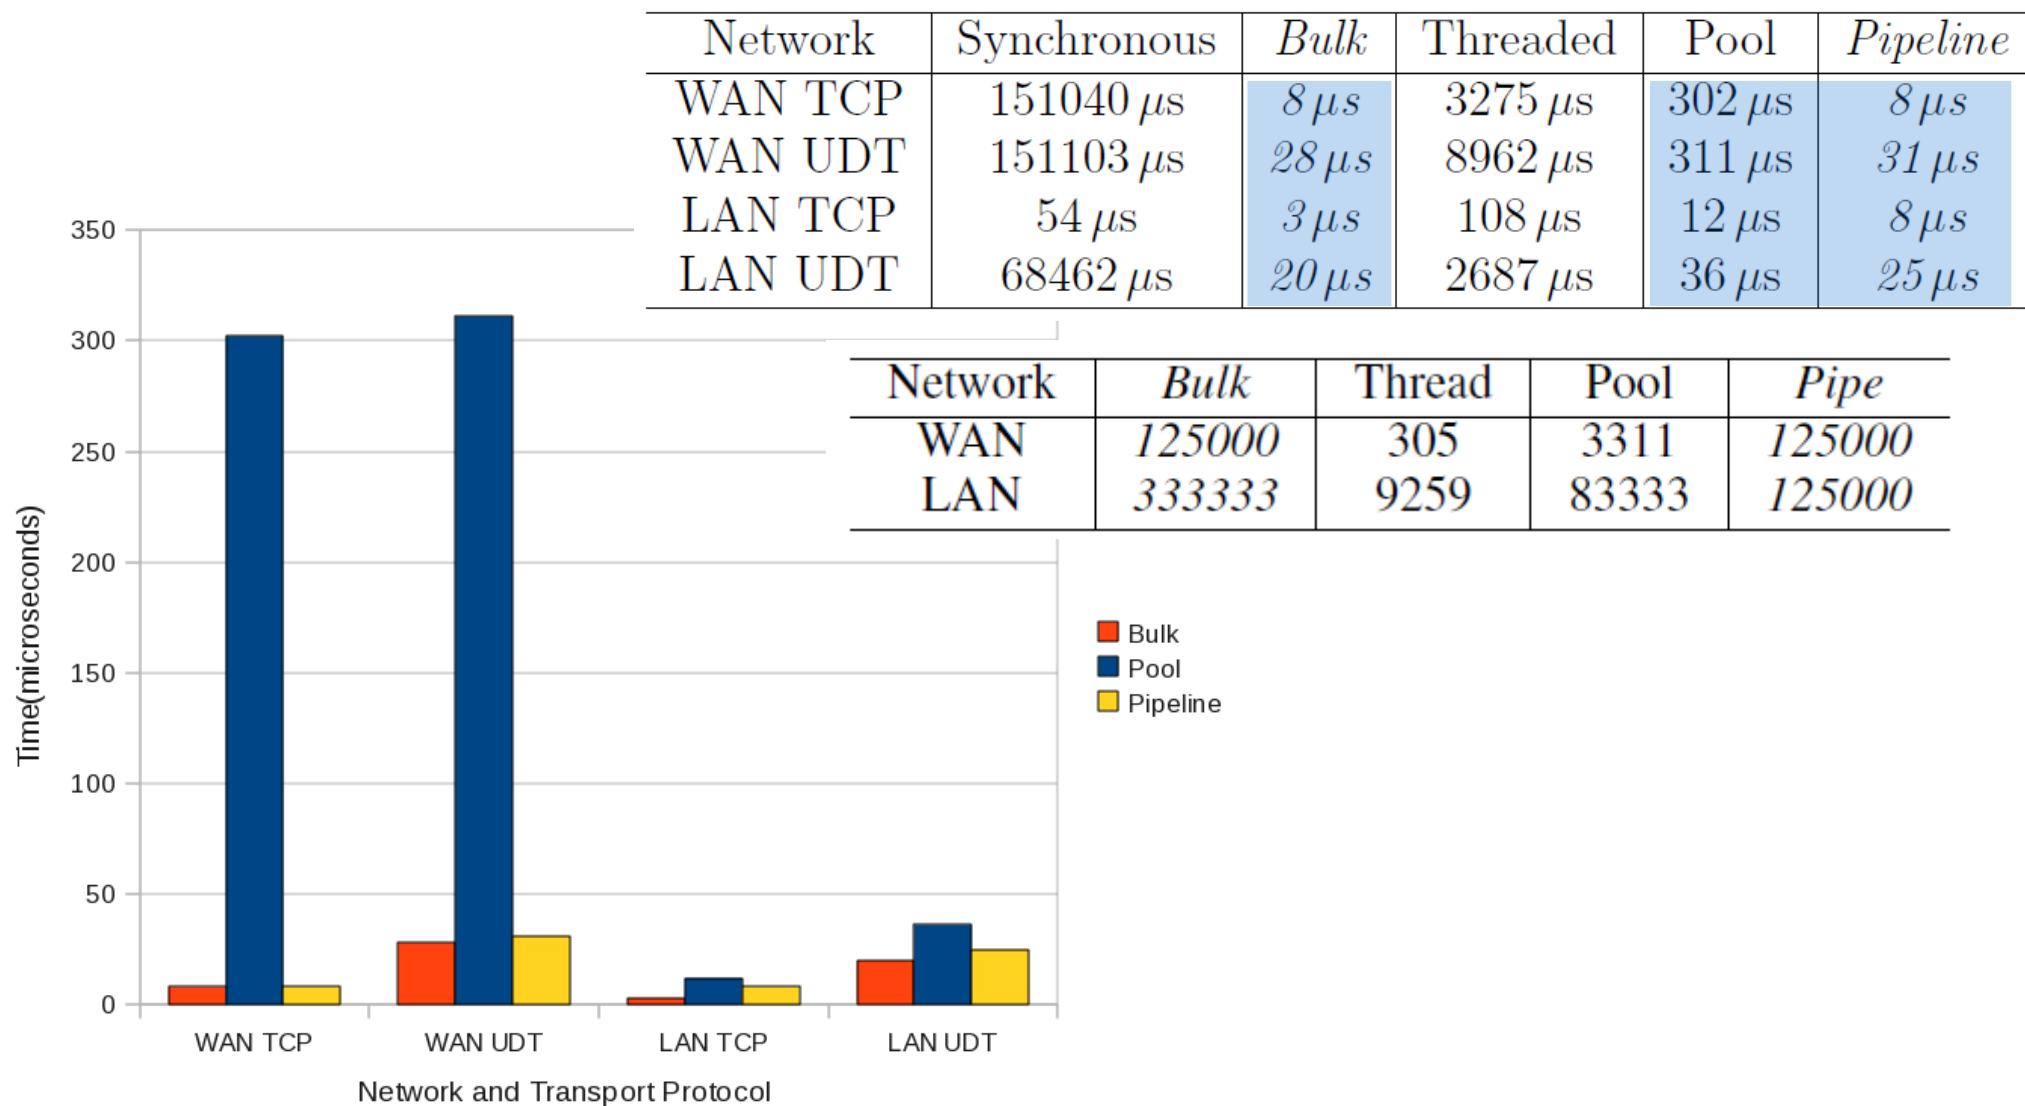 Network Synchronous Bulk Threaded Pool Pipeline
WAN TCP 151040 μs 8 μs 3275 μs 302 μs 8 μs
WAN UDT 151103 μs 28 μs 8962 μs 311 μs 31 μs
LAN TCP 54 μs 3 μs 108 μs 12 μs 8 μs
LAN UDT 68462 μs 20 μs 2687 μs 36 μs 25 μs
Network Bulk Thread Pool Pipe
WAN 125000 305 3311 125000
LAN 333333 9259 83333 125000
Time(microseconds)
350
300
250
200
150
100
50
0
WAN TCP WAN UDT LAN TCP LAN UDT
Network and Transport Protocol
Bulk
Pool
Pipeline